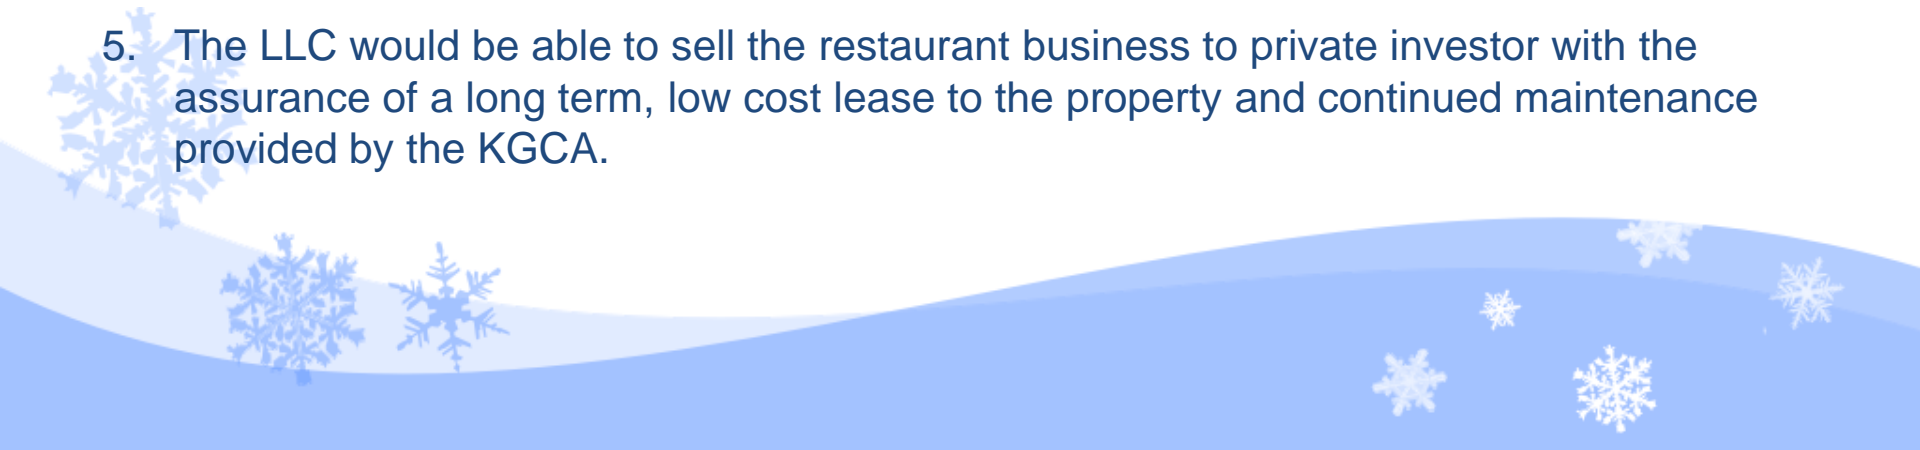 5. The LLC would be able to sell the restaurant business to private investor with the
assurance of a long term, low cost lease to the property and continued maintenance
provided by the KGCA.